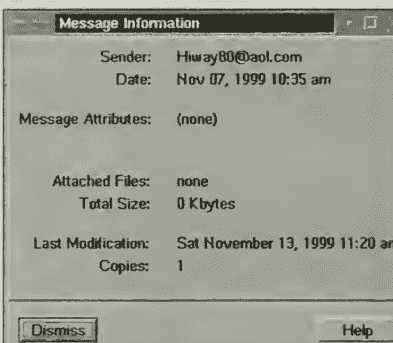 Message Information
Sender: Hiway80@aol.com
Date: Nov 07, 1999 10:35 am
Message Attributes: (none)
Attached Files: none
Total Size: 0 Kbytes
Last Modification: Sat November 13, 1999 11:20 am
Copies: 1
Dismiss Help